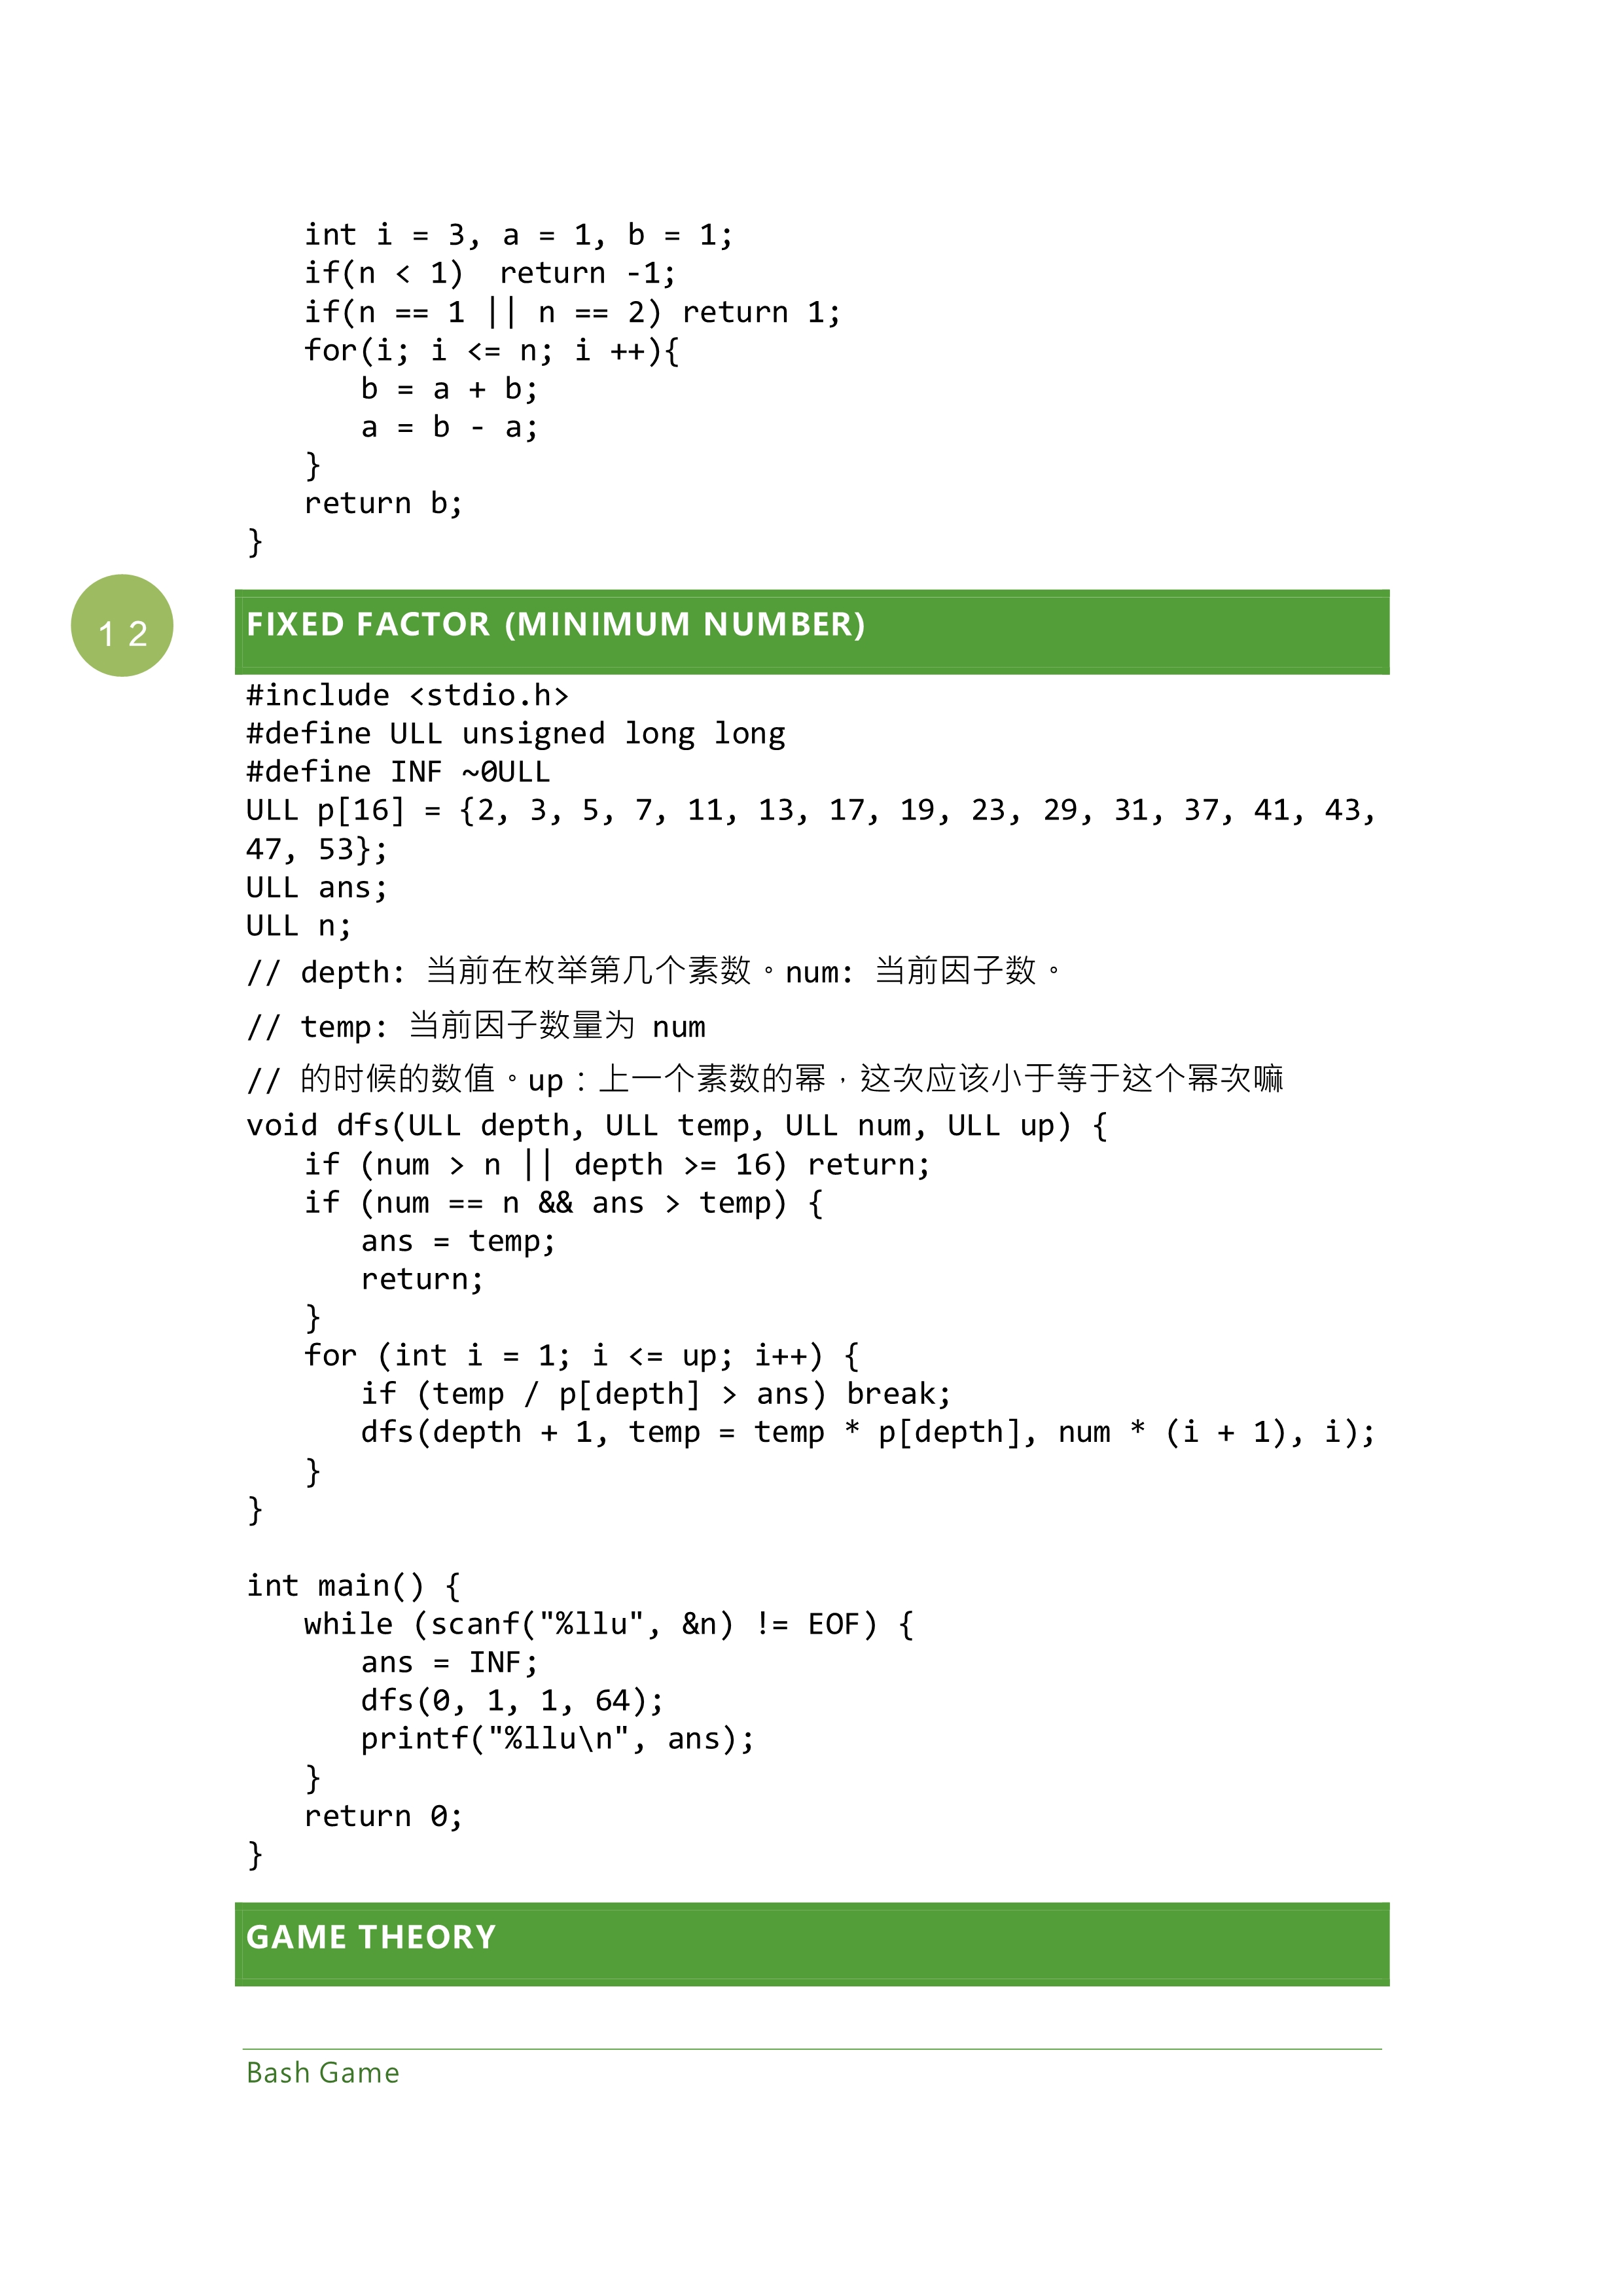 int i = 3, a = 1, b = 1;
if(n < 1)  return -1;
if(n == 1 || n == 2) return 1;
for(i; i <= n; i ++){
b = a + b;
a = b - a;
}
return b;
}
12
FIXED FACTOR (MINIMUM NUMBER)
#include <stdio.h>
#define ULL unsigned long long
#define INF ~0ULL
ULL p[16] = {2, 3, 5, 7, 11, 13, 17, 19, 23, 29, 31, 37, 41, 43,
47, 53};
ULL ans;
ULL n;
// depth: 当前在枚举第几个素数。num: 当前因子数。
// temp: 当前因子数量为 num
// 的时候的数值。up：上一个素数的幂，这次应该小于等于这个幂次嘛
void dfs(ULL depth, ULL temp, ULL num, ULL up) {
if (num > n || depth >= 16) return;
if (num == n && ans > temp) {
ans = temp;
return;
}
for (int i = 1; i <= up; i++) {
if (temp / p[depth] > ans) break;
dfs(depth + 1, temp = temp * p[depth], num * (i + 1), i);
}
}
int main() {
while (scanf("%llu", &n) != EOF) {
ans = INF;
dfs(0, 1, 1, 64);
printf("%llu\n", ans);
}
return 0;
}
GAME THEORY
Bash Game